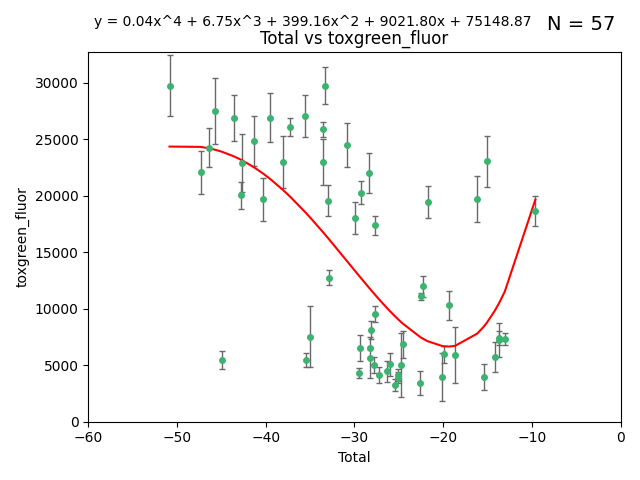 y = 0.04x^4 + 6.75x^3 + 399.16x^2 + 9021.80x + 75148.87 N = 57
Total vs toxgreen_fluor
30000
25000
20000
15000
10000
5000
0
toxgreen_fluor
−60 −50 −40 −30 −20 −10 0
Total